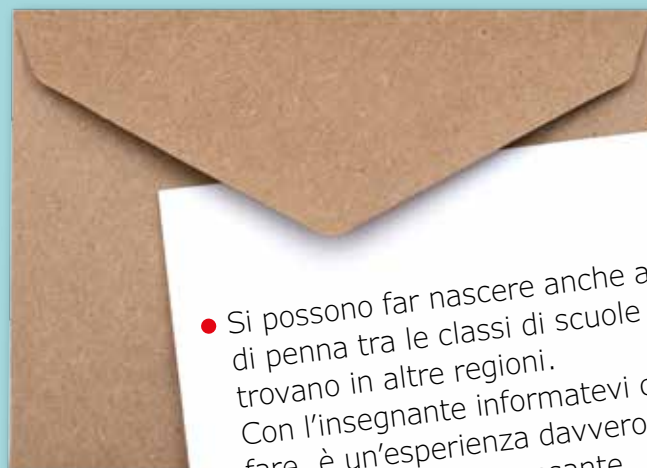 Si possono far nascere anche a
di penna tra le classi di scuole
trovano in altre regioni.
Con l'insegnante informatevi
fare, è un'esperienza davvero